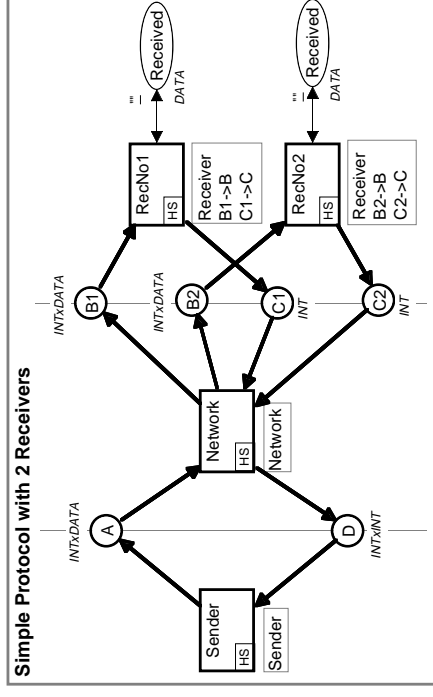 Simple Protocol with 2 Receivers
Sender
HS
Sender
INTxDATA
A
D
INTxINT
Network
HS
Network
INTxDATA
B1
INTxDATA
B2
C1
INT
C2
INT
RecNo1
HS
Receiver
B1->B
C1->C
RecNo2
HS
Receiver
B2->B
C2->C
""
Received
DATA
""
Received
DATA